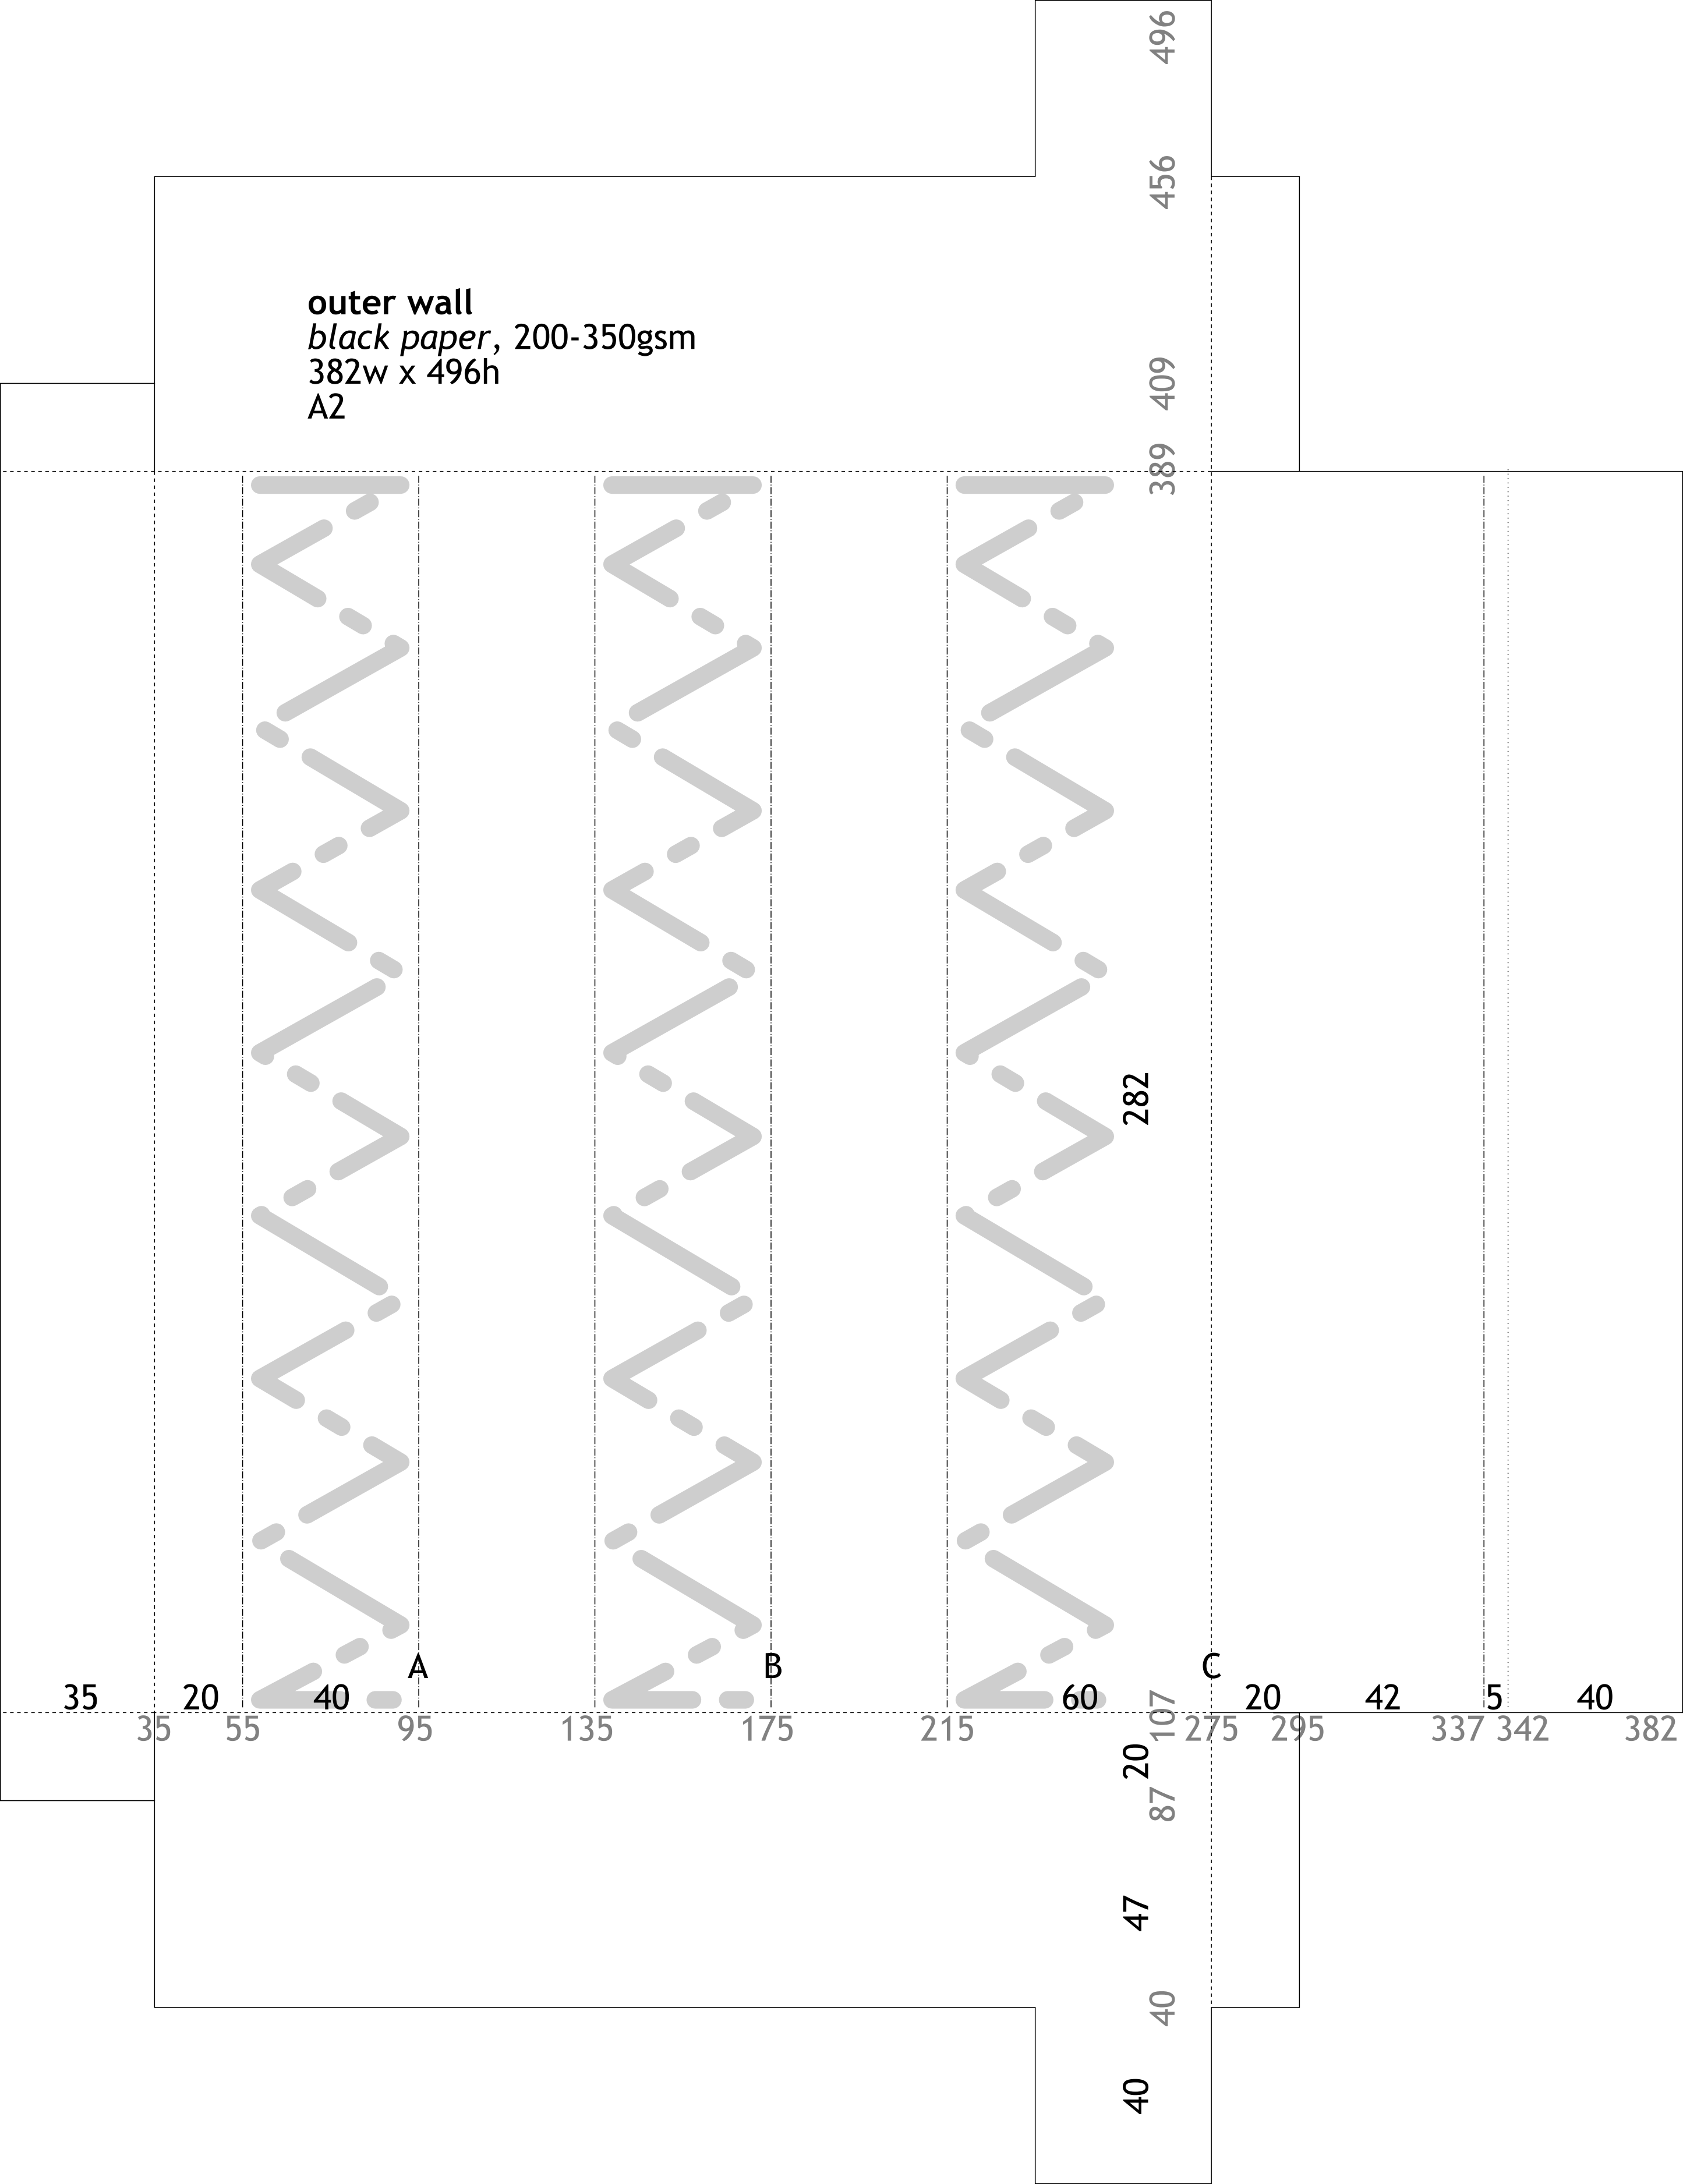 496
456
outer wall
black paper, 200-350gsm
382w x 496h
A2
409
389
282
A
B
C
35 20 40 60 20 42 5 40
107
35 55 95 135 175 215 275 295 337 342 382
20
87
47
40
40